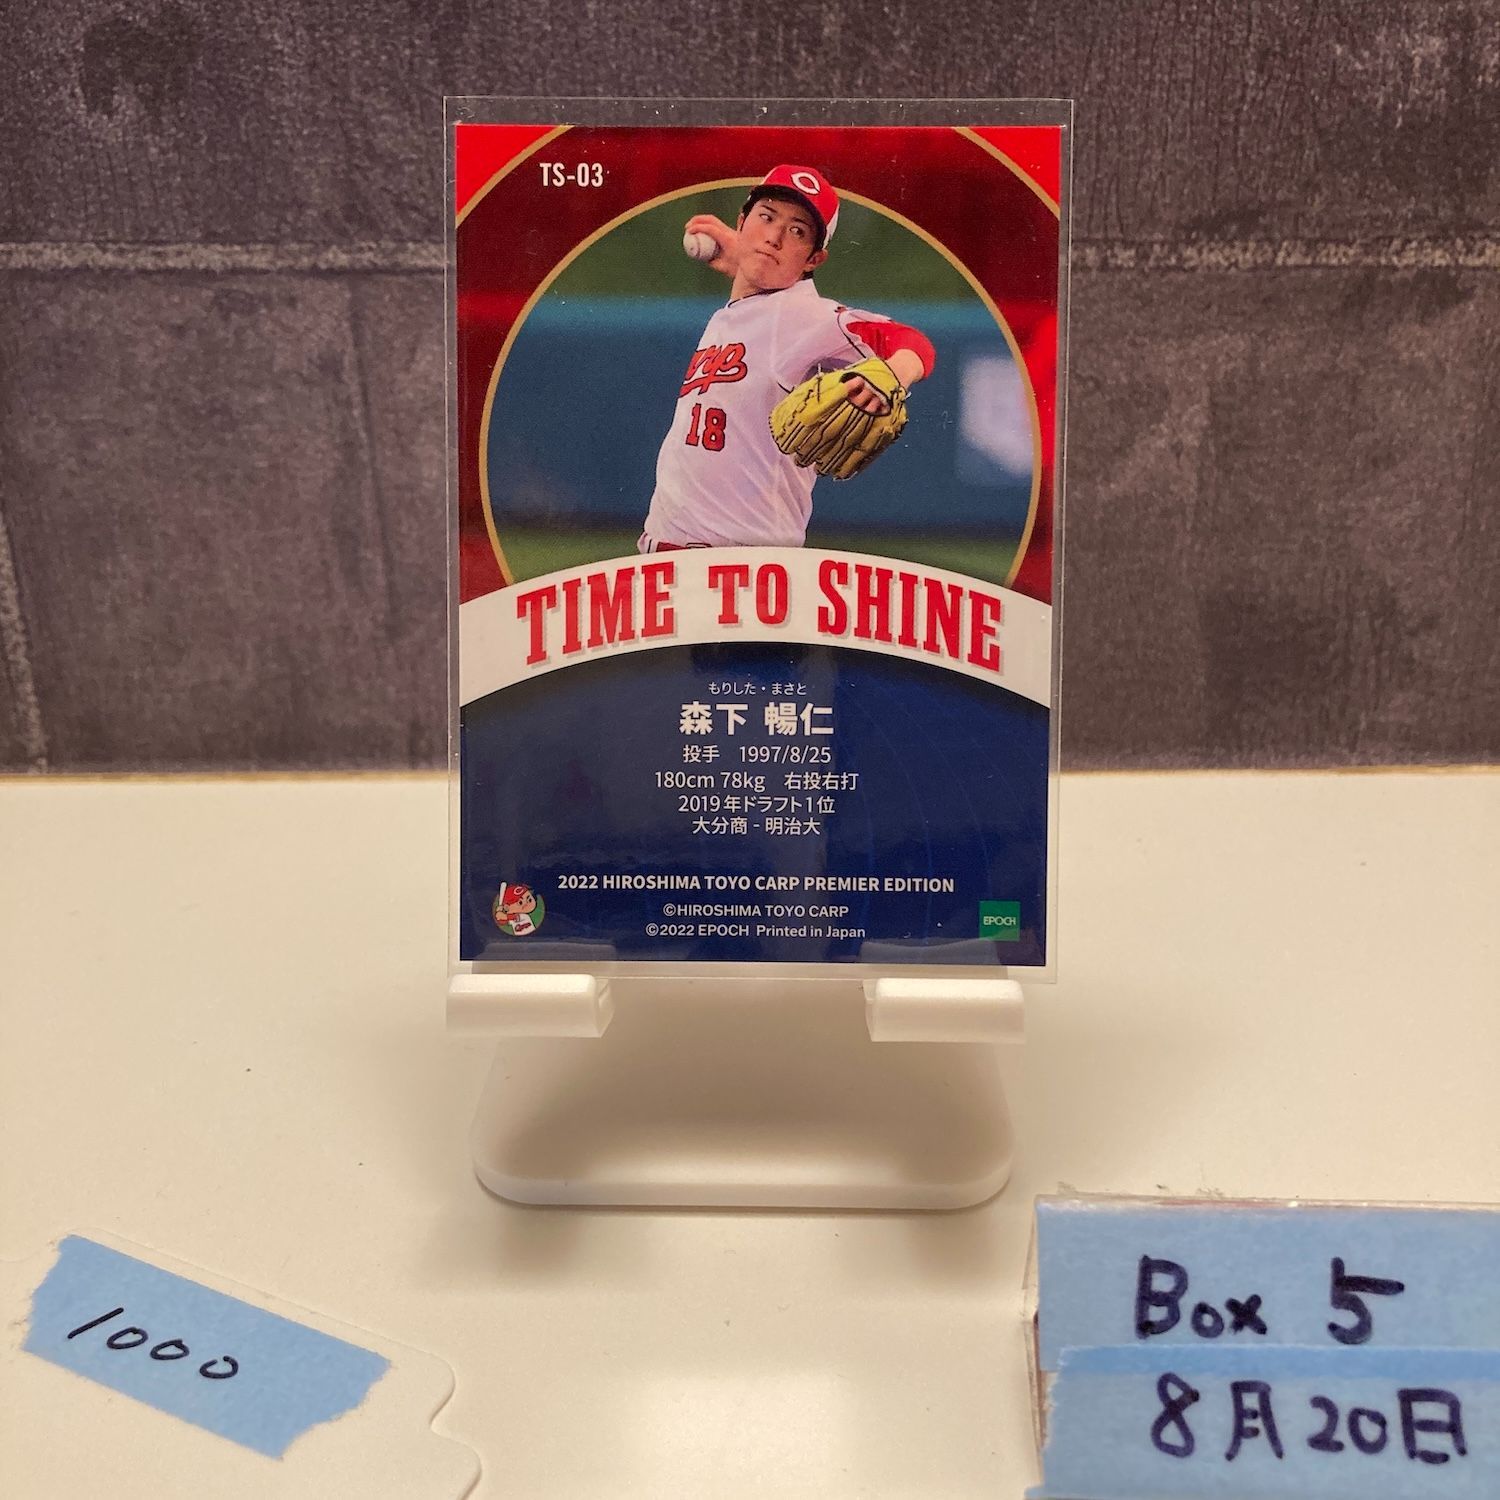 TS-03
C
arp
18
TIME TO SHINE
もりした・まさと
森下 暢仁
投手 1997/8/25
180cm 78kg 右投右打
2019年ドラフト1位
大分商 - 明治大
2022 HIROSHIMA TOYO CARP PREMIER EDITION
©HIROSHIMA TOYO CARP
©2022 EPOCH Printed in Japan
EPOCH
1000
Box 5
8月20日